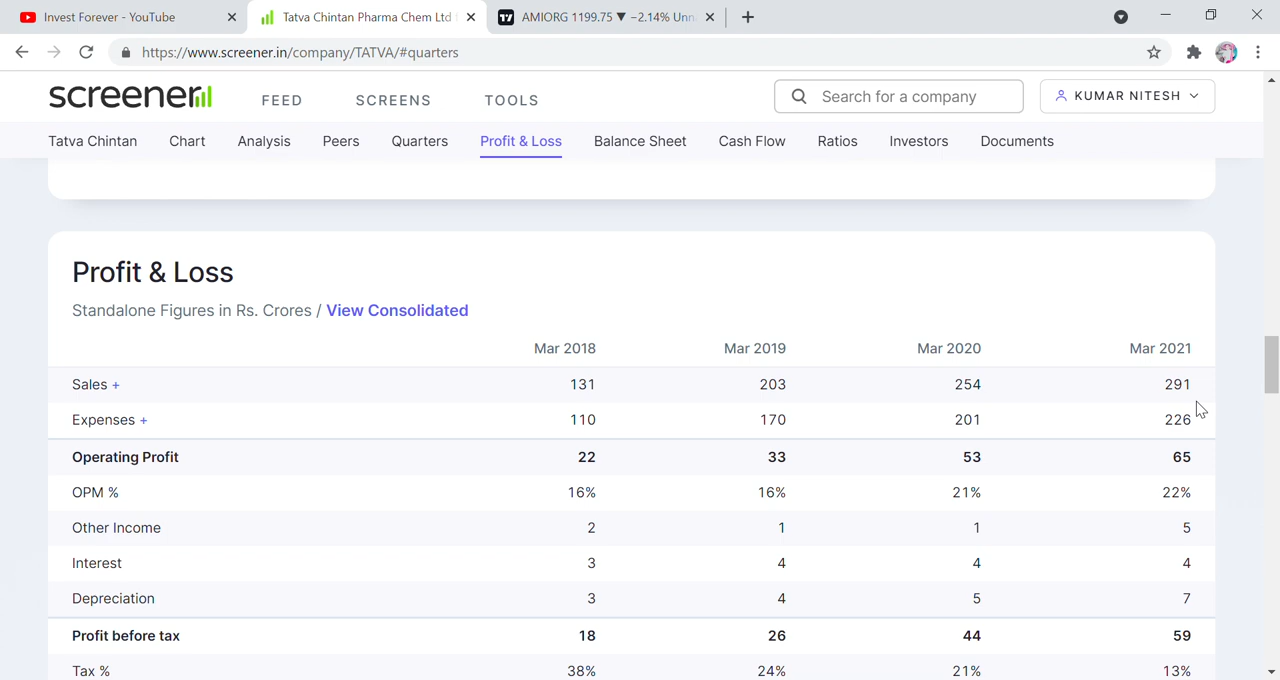 Invest Forever - YouTube
Tatva Chintan Pharma Chem Ltd
AMIORG 1199.75 ▼ −2.14% Unn
https://www.screener.in/company/TATVA/#quarters
screener
FEED SCREENS TOOLS
Search for a company
KUMAR NITESH
Tatva Chintan Chart Analysis Peers Quarters Profit & Loss Balance Sheet Cash Flow Ratios Investors Documents
Profit & Loss
Standalone Figures in Rs. Crores / View Consolidated
Mar 2018 Mar 2019 Mar 2020 Mar 2021
Sales + 131 203 254 291
Expenses + 110 170 201 226
Operating Profit 22 33 53 65
OPM % 16% 16% 21% 22%
Other Income 2 1 1 5
Interest 3 4 4 4
Depreciation 3 4 5 7
Profit before tax 18 26 44 59
Tax % 38% 24% 21% 13%